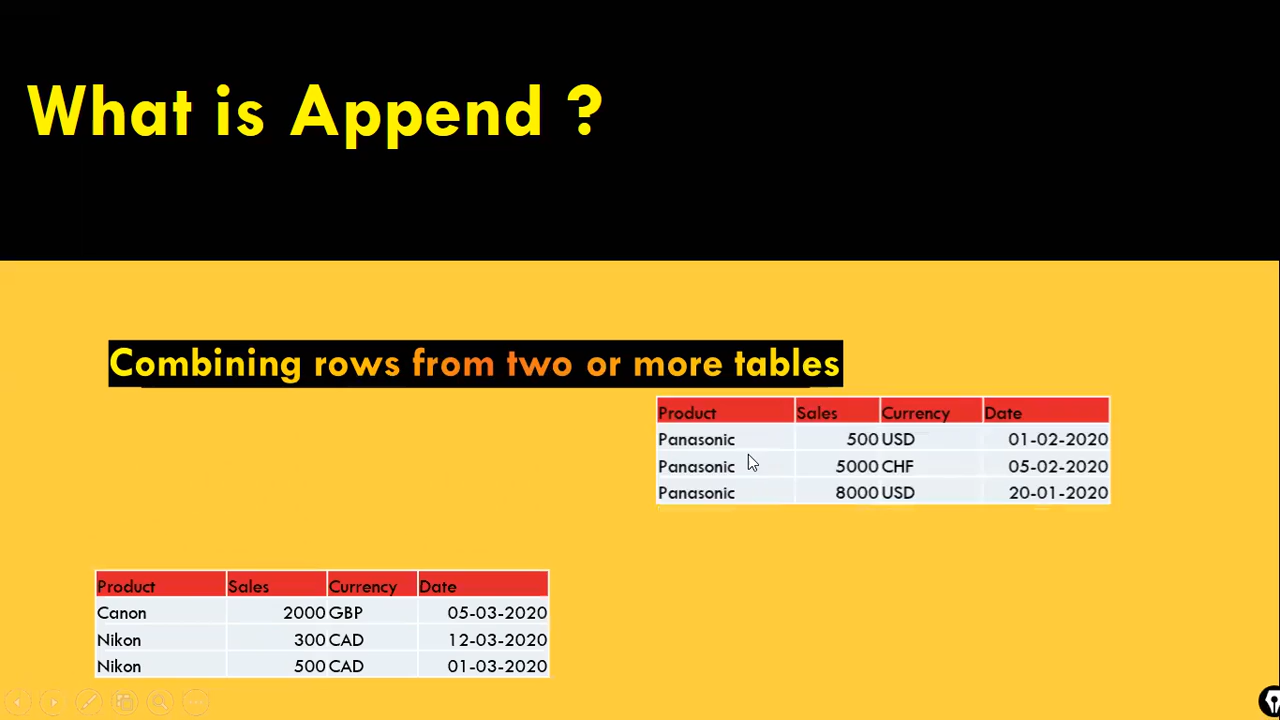 What is Append ?
Combining rows from two or more tables
Product Sales Currency Date
Panasonic 500 USD 01-02-2020
Panasonic 5000 CHF 05-02-2020
Panasonic 8000 USD 20-01-2020
Product Sales Currency Date
Canon 2000 GBP 05-03-2020
Nikon 300 CAD 12-03-2020
Nikon 500 CAD 01-03-2020